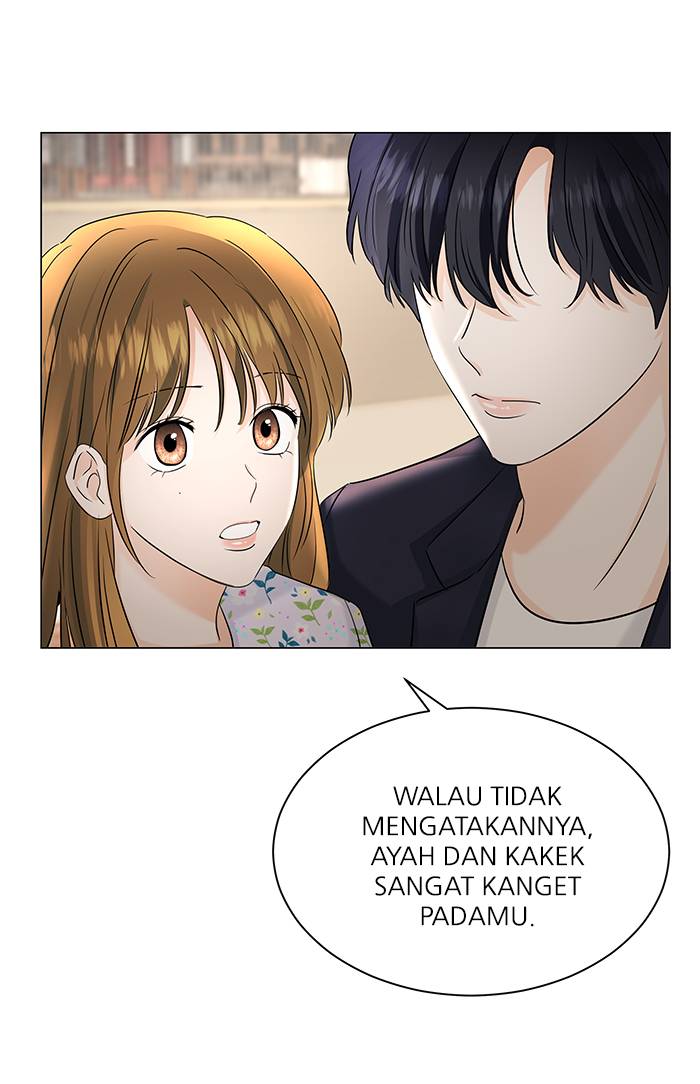 WALAU TIDAK
MENGATAKANNYA,
AYAH DAN KAKEK
SANGAT KANGET
PADAMU.